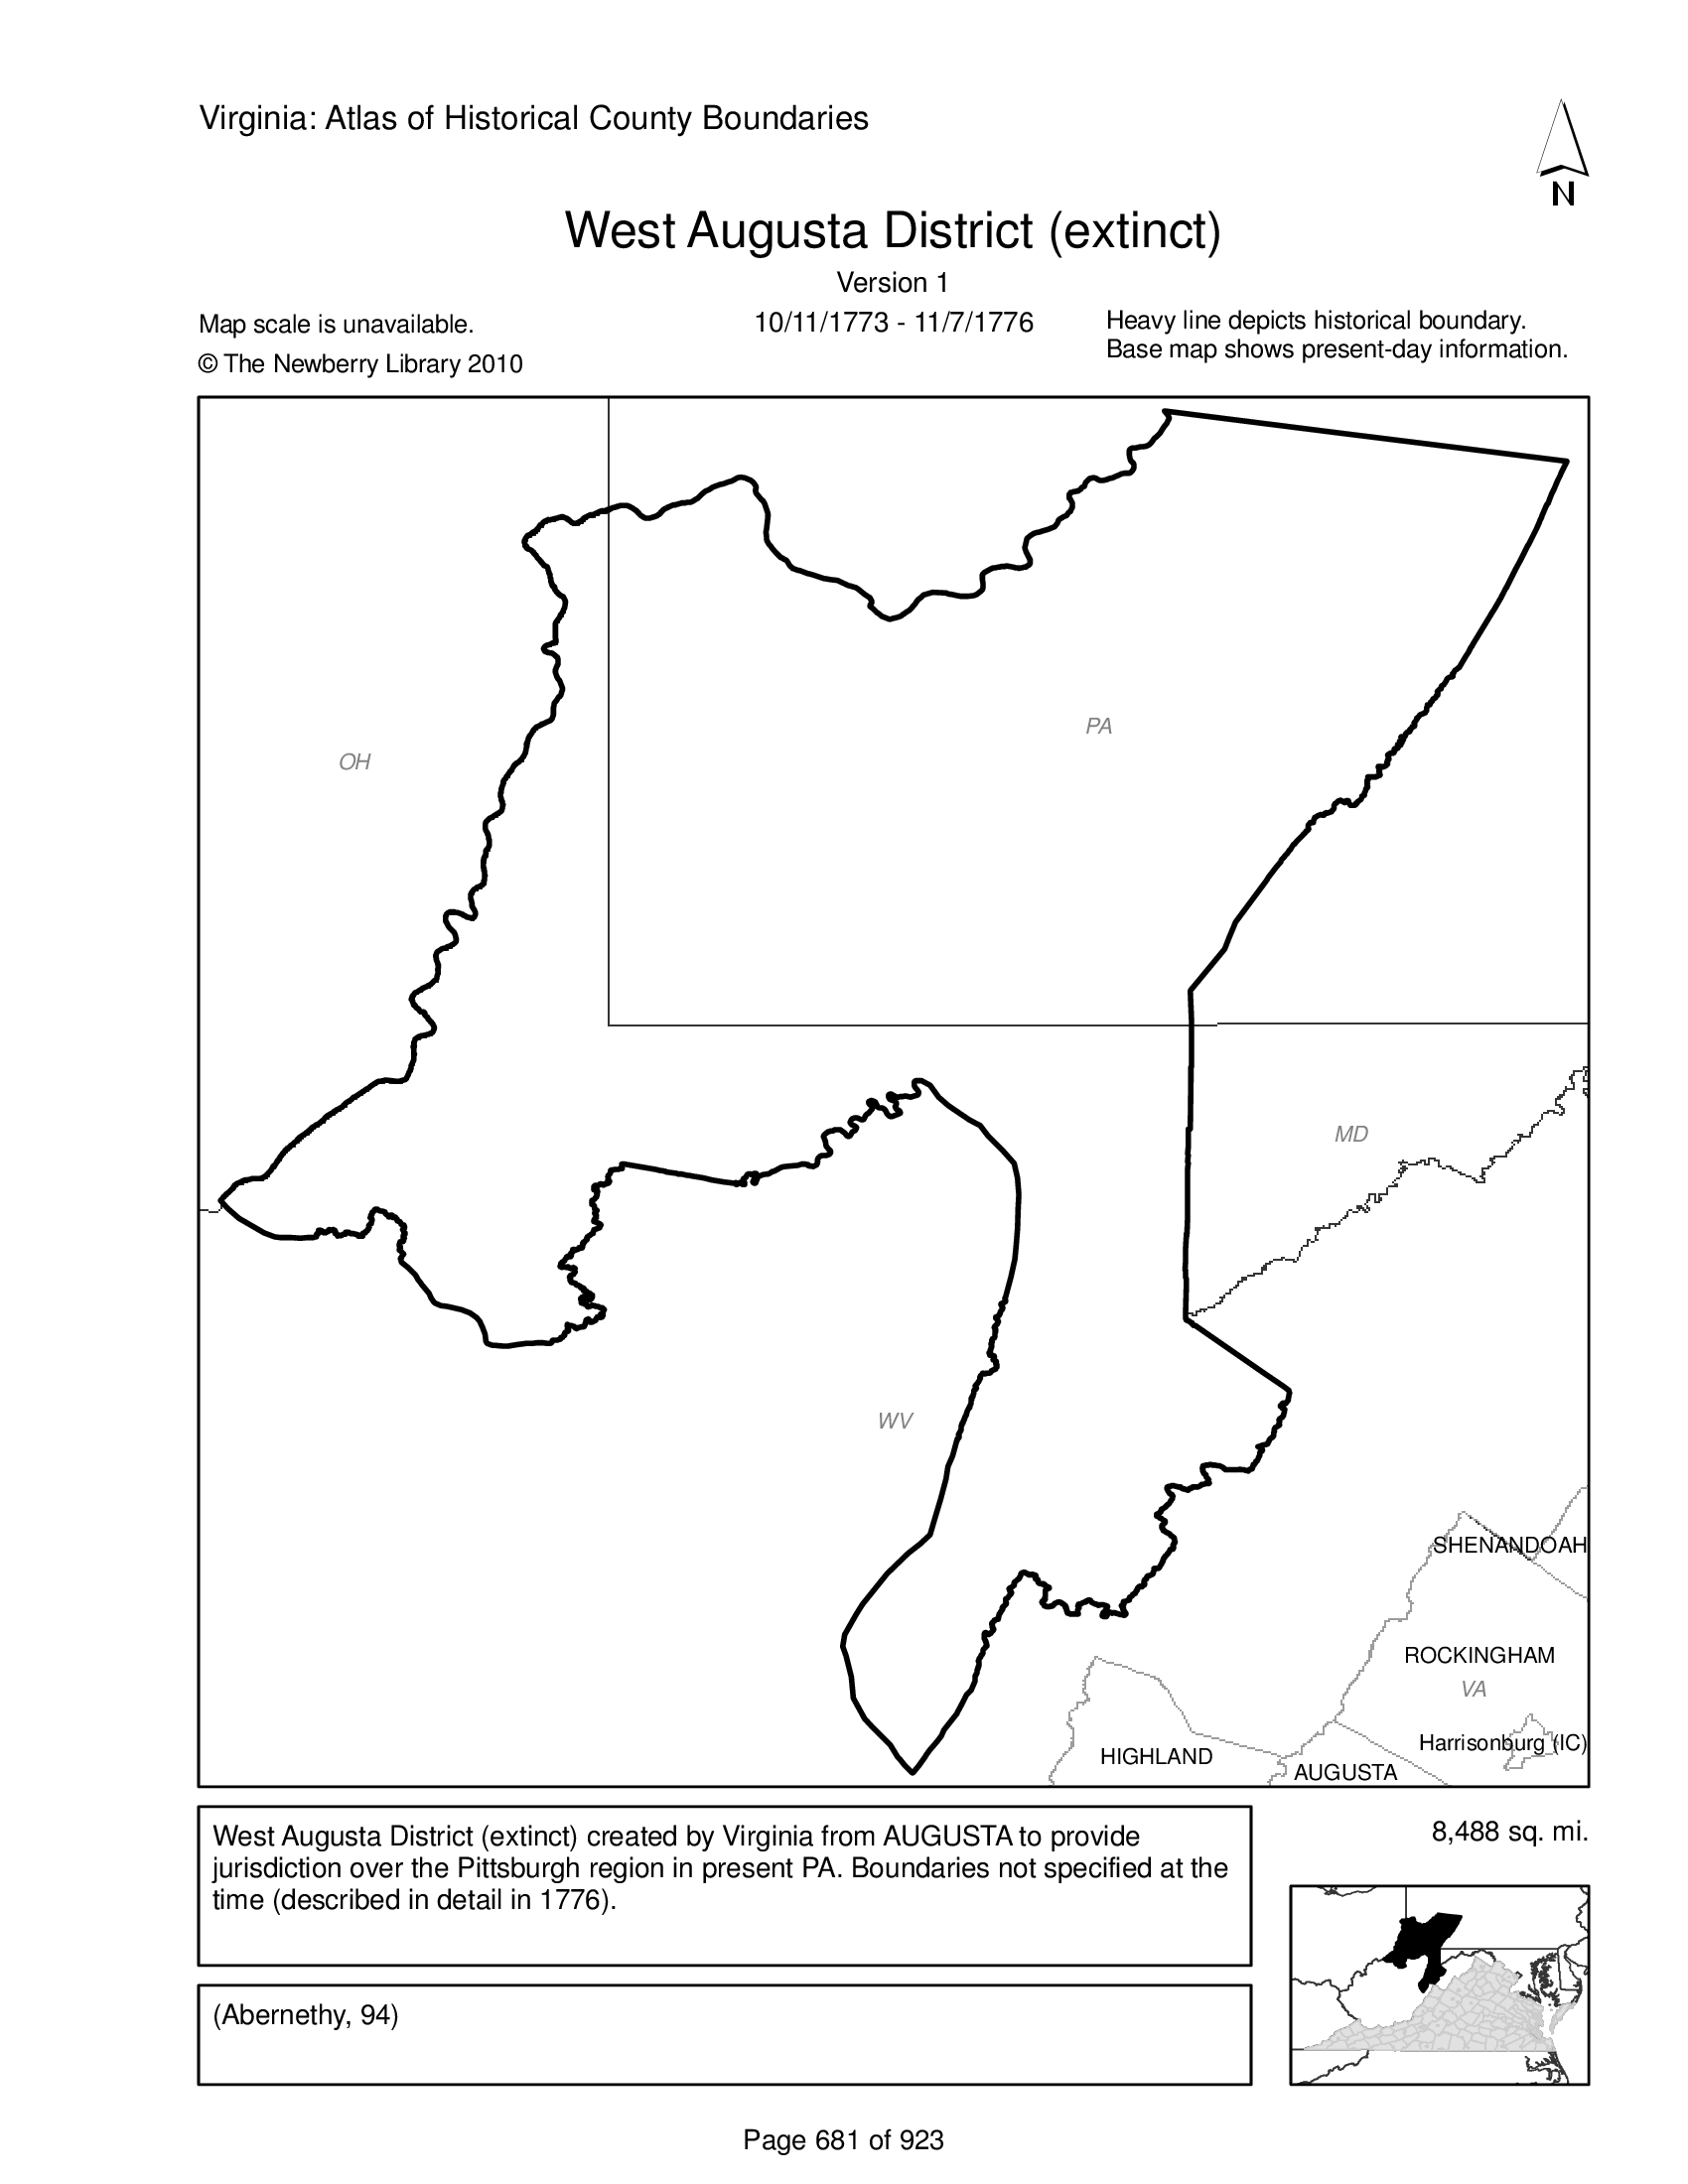 Virginia: Atlas of Historical County Boundaries
N
West Augusta District (extinct)
Version 1
10/11/1773 - 11/7/1776
Map scale is unavailable.
© The Newberry Library 2010
Heavy line depicts historical boundary.
Base map shows present-day information.
PA
OH
MD
WV
SHENANDOAH
ROCKINGHAM
VA
Harrisonburg (IC)
HIGHLAND
AUGUSTA
West Augusta District (extinct) created by Virginia from AUGUSTA to provide
jurisdiction over the Pittsburgh region in present PA. Boundaries not specified at the
time (described in detail in 1776).
8,488 sq. mi.
(Abernethy, 94)
Page 681 of 923